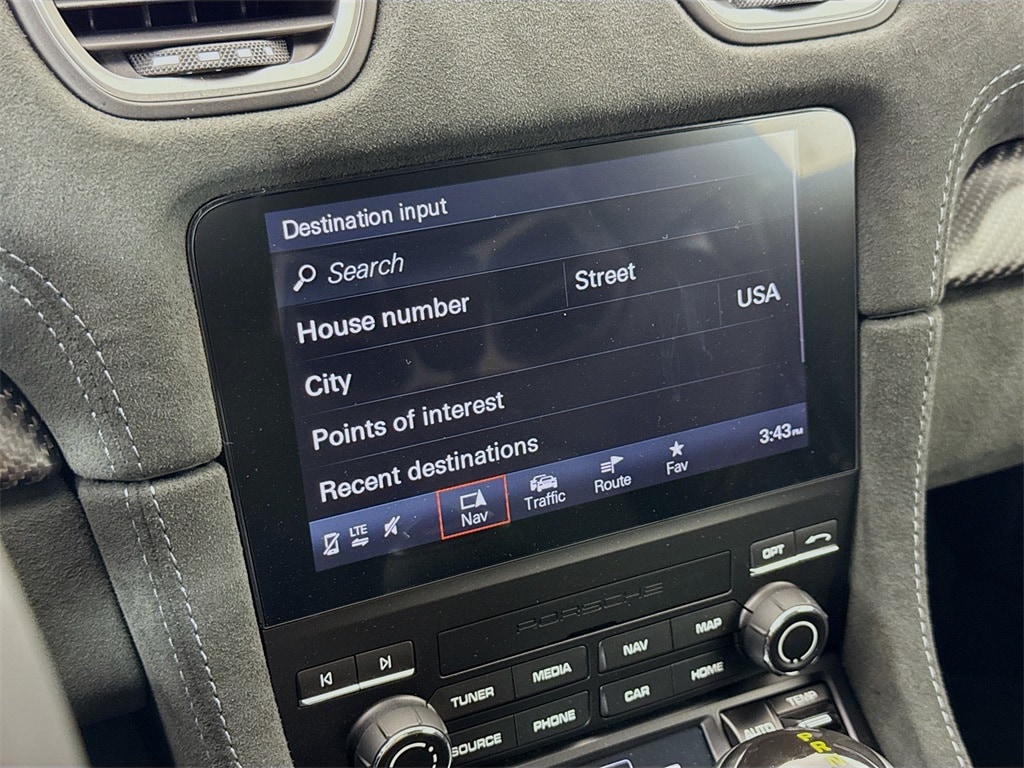 Destination input
Search
House number Street
City USA
Points of interest
Recent destinations
LTE Nav Traffic Route Fav 3:43PM
OPT
PORSCHE
TUNER MEDIA NAV MAP
SOURCE PHONE CAR HOME
AUTO TEMP